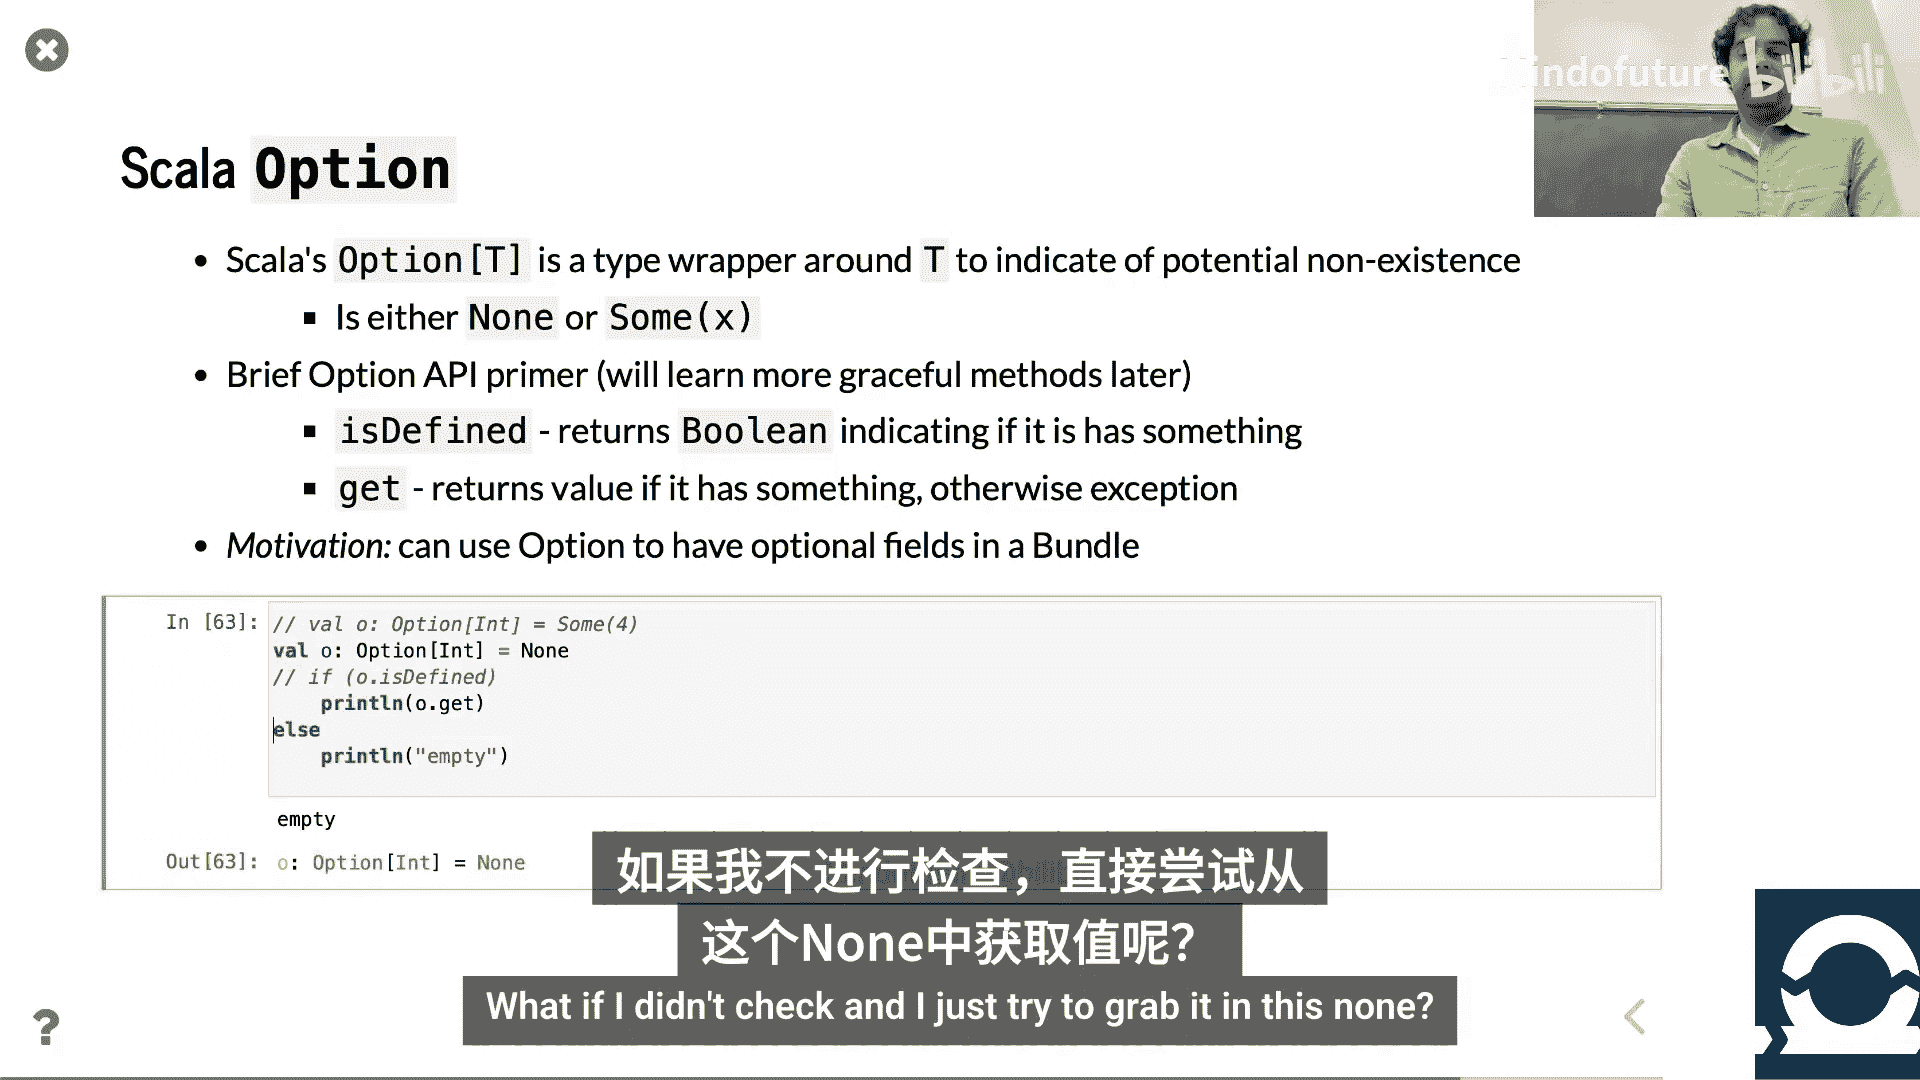 indofuture bilibili
Scala Option
Scala's Option[T] is a type wrapper around T to indicate of potential non-existence
Is either None or Some(x)
Brief Option API primer (will learn more graceful methods later)
isDefined - returns Boolean indicating if it is has something
get - returns value if it has something, otherwise exception
Motivation: can use Option to have optional fields in a Bundle
In [63]:
// val o: Option[Int] = Some(4)
val o: Option[Int] = None
// if (o.isDefined)
println(o.get)
else
println("empty")
empty
Out[63]: o: Option[Int] = None
如果我不进行检查，直接尝试从
这个None中获取值呢？
What if I didn't check and I just try to grab it in this none?